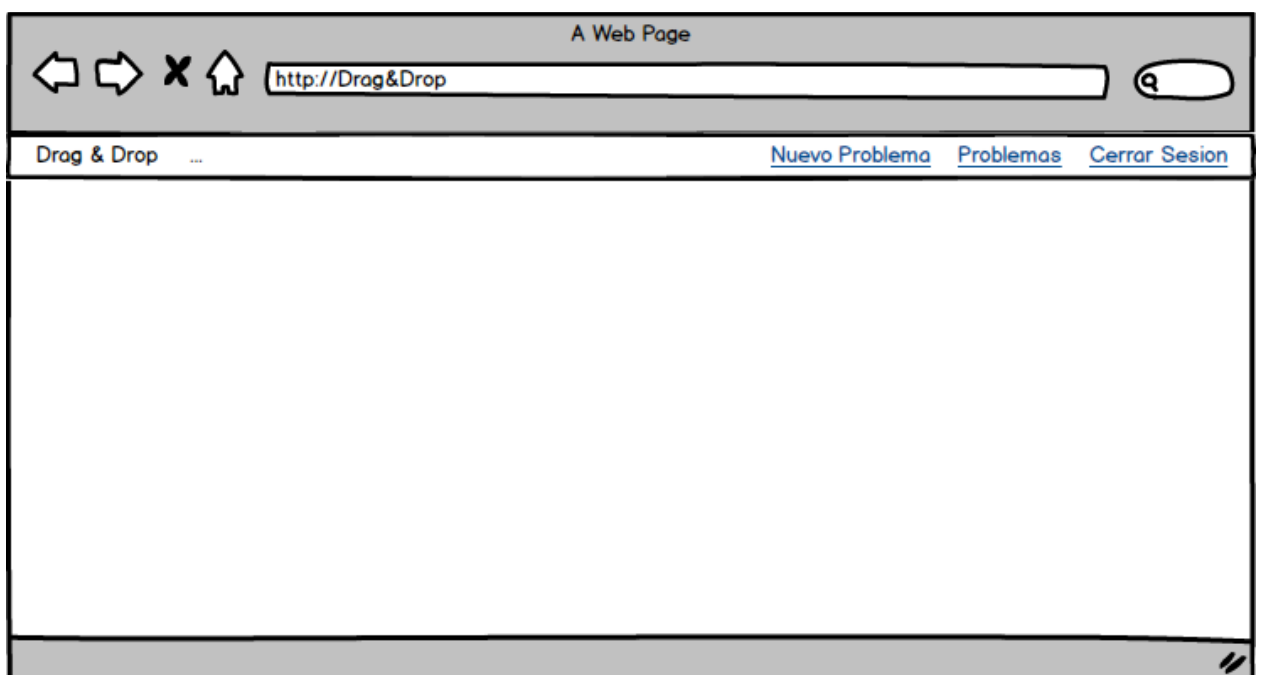 A Web Page
http://Drag&Drop
Drag & Drop ... Nuevo Problema Problemas Cerrar Sesion